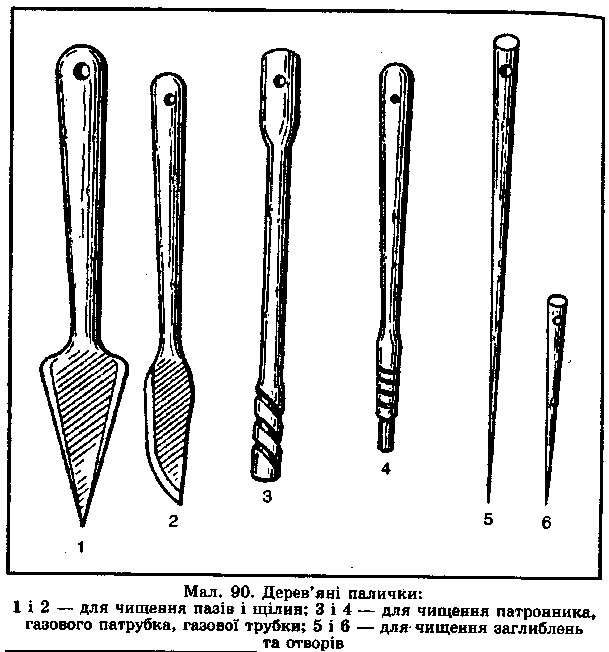 1
2
3
4
5
6
Мал. 90. Дерев'яні палички:
1 і 2 — для чищення пазів і щілин; 3 і 4 — для чищення патронника,
газового патрубка, газової трубки; 5 і 6 — для чищення заглиблень
та отворів